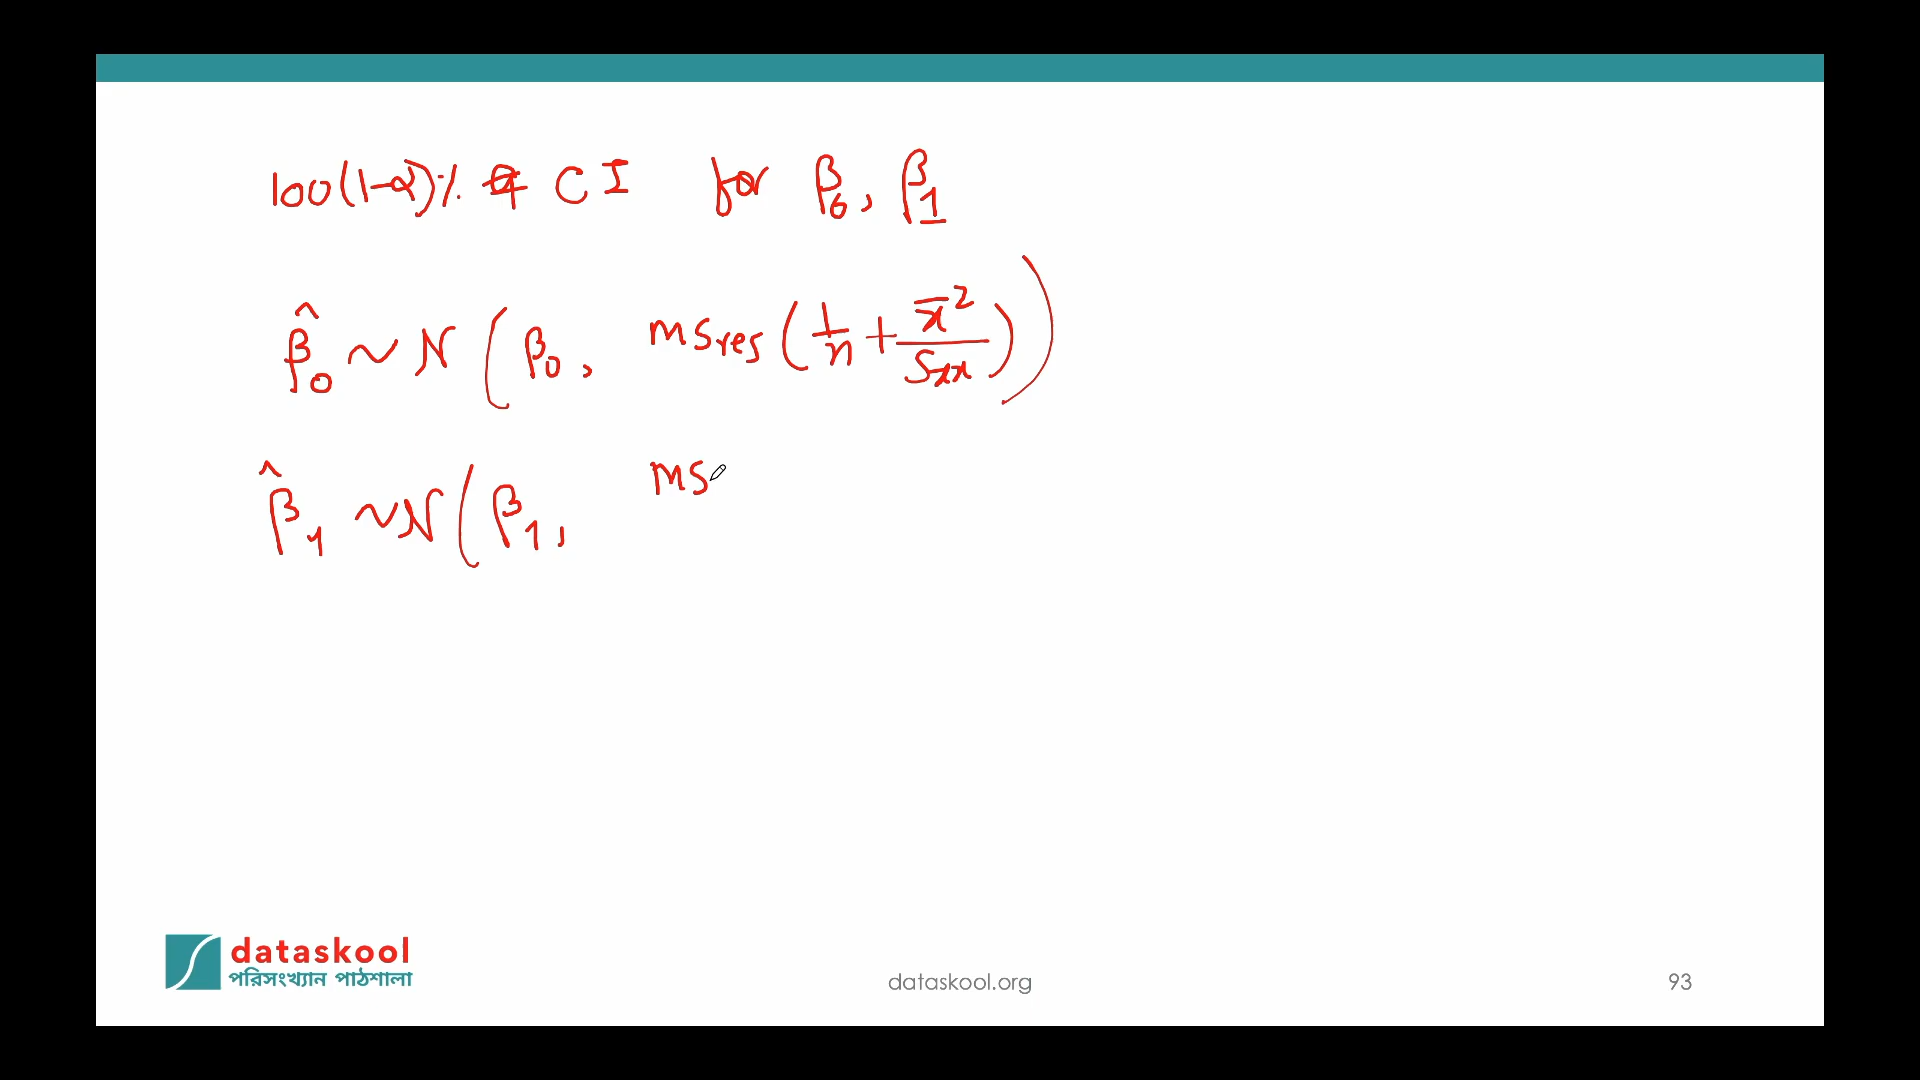 100(1-α)% CI for β₀, β₁
β̂₀ ~ N(β₀, MSres(1/n + x̄²/Sxx))
β̂₁ ~ N(β₁, MS
dataskool
পরিসংখ্যান পাঠশালা
dataskool.org
93